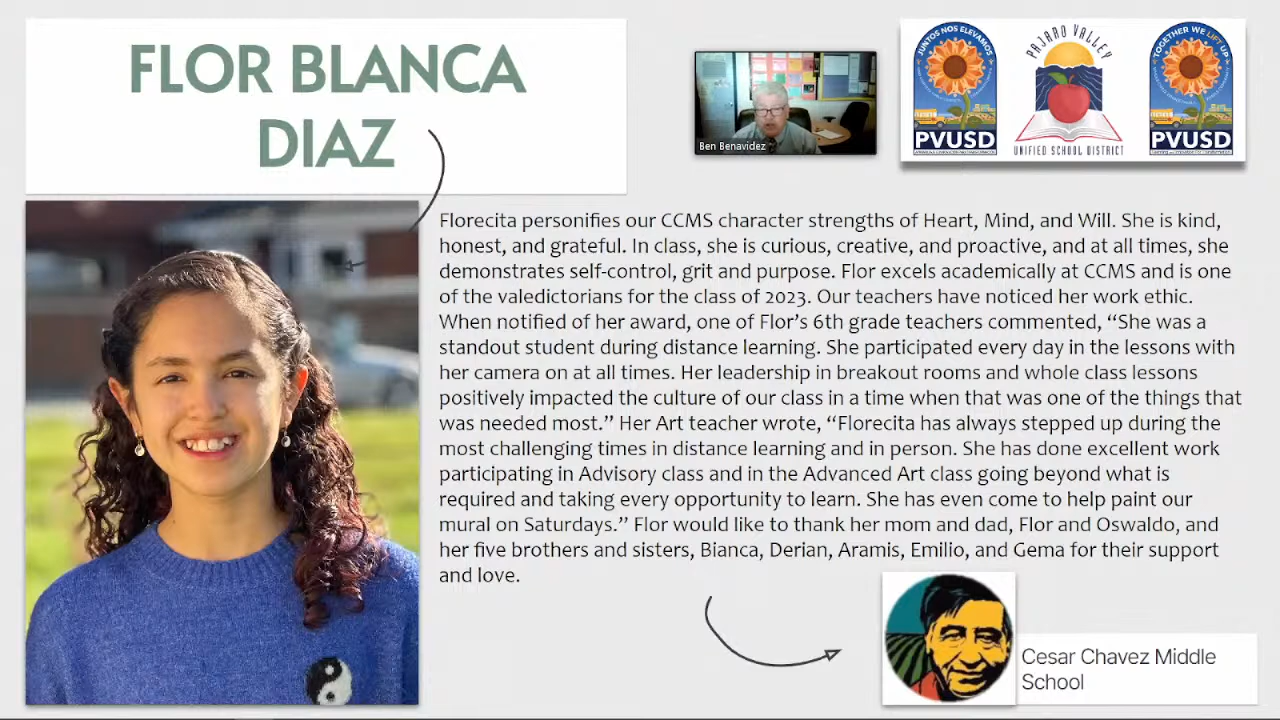 FLOR BLANCA
DIAZ
Ben Benavidez
JUNTOS NOS ELEVAMOS
PVUSD
PAJARO VALLEY
UNIFIED SCHOOL DISTRICT
TOGETHER WE LIFT UP
PVUSD
Florecita personifies our CCMS character strengths of Heart, Mind, and Will. She is kind,
honest, and grateful. In class, she is curious, creative, and proactive, and at all times, she
demonstrates self-control, grit and purpose. Flor excels academically at CCMS and is one
of the valedictorians for the class of 2023. Our teachers have noticed her work ethic.
When notified of her award, one of Flor’s 6th grade teachers commented, “She was a
standout student during distance learning. She participated every day in the lessons with
her camera on at all times. Her leadership in breakout rooms and whole class lessons
positively impacted the culture of our class in a time when that was one of the things that
was needed most.” Her Art teacher wrote, “Florecita has always stepped up during the
most challenging times in distance learning and in person. She has done excellent work
participating in Advisory class and in the Advanced Art class going beyond what is
required and taking every opportunity to learn. She has even come to help paint our
mural on Saturdays.” Flor would like to thank her mom and dad, Flor and Oswaldo, and
her five brothers and sisters, Bianca, Derian, Aramis, Emilio, and Gema for their support
and love.
Cesar Chavez Middle
School